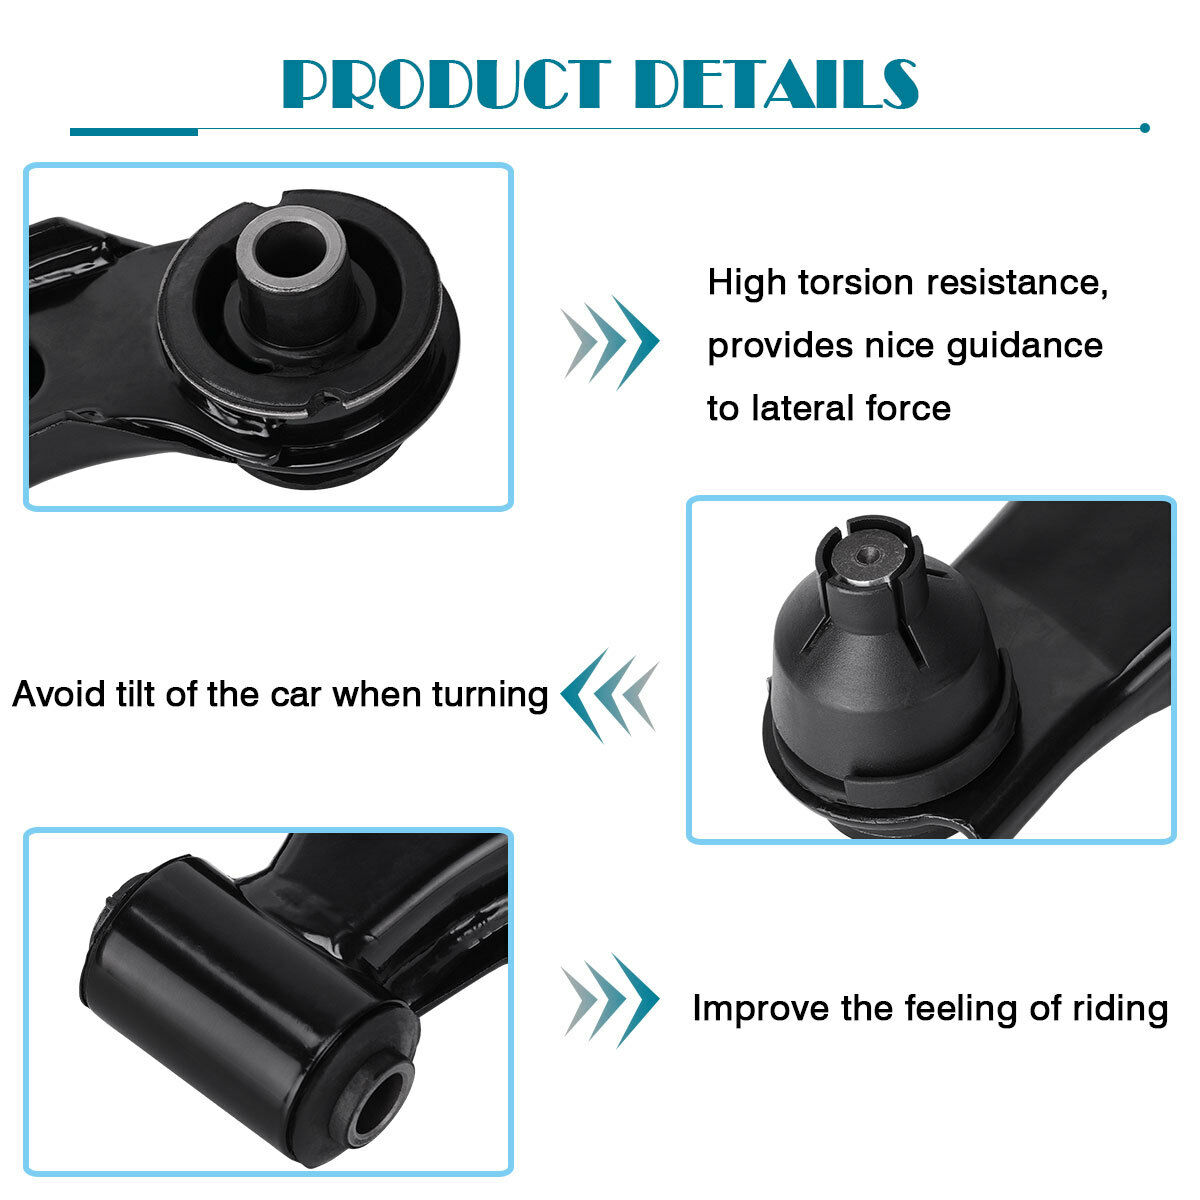 PRODUCT DETAILS
High torsion resistance,
provides nice guidance
to lateral force
Avoid tilt of the car when turning
Improve the feeling of riding